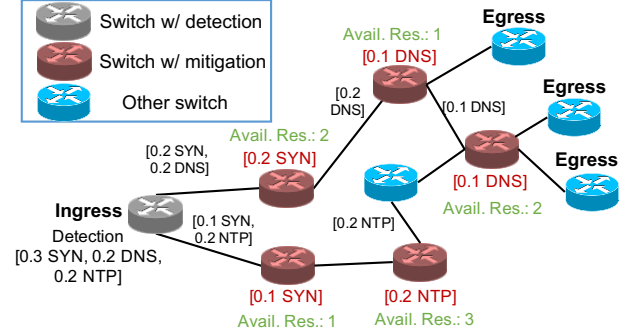 Switch w/ detection
Switch w/ mitigation
Other switch
Egress
Avail. Res.: 1
[0.1 DNS]
[0.2
DNS]
[0.1 DNS]
Egress
Avail. Res.: 2
[0.2 SYN]
[0.2 SYN,
0.2 DNS]
Egress
[0.1 DNS]
Avail. Res.: 2
Ingress
Detection
[0.3 SYN, 0.2 DNS,
0.2 NTP]
[0.1 SYN,
0.2 NTP]
[0.2 NTP]
[0.1 SYN]
Avail. Res.: 1
[0.2 NTP]
Avail. Res.: 3